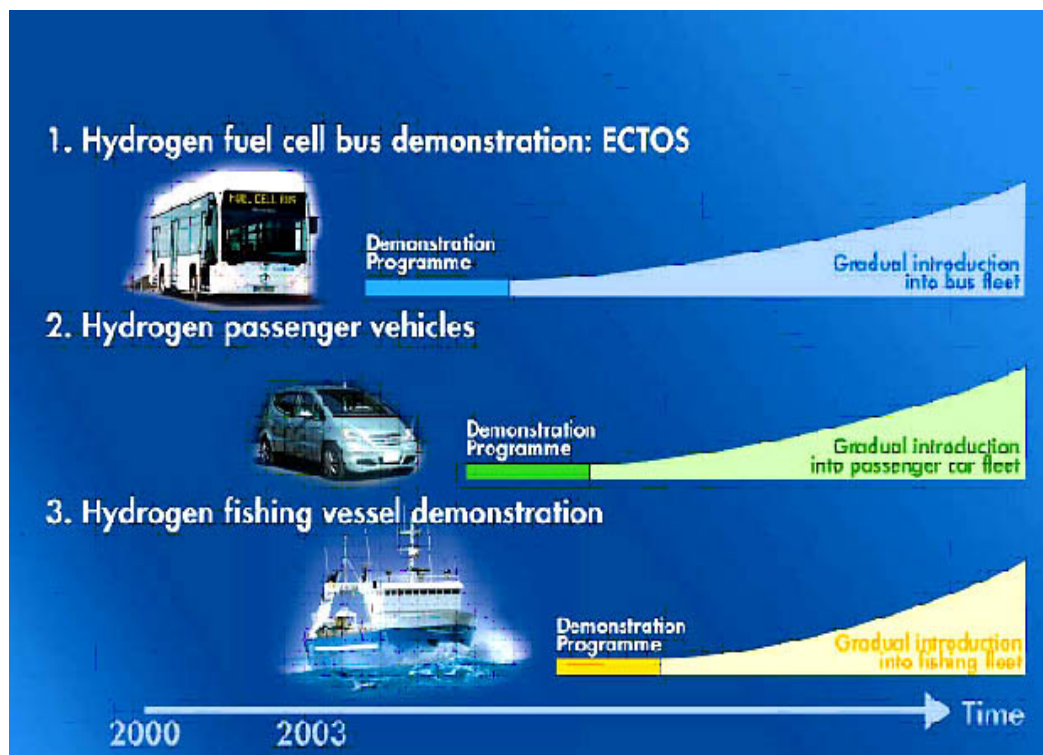 1. Hydrogen fuel cell bus demonstration: ECTOS
FUEL CELL BUS
Demonstration
Programme
Gradual introduction
into bus fleet
2. Hydrogen passenger vehicles
Demonstration
Programme
Gradual introduction
into passenger car fleet
3. Hydrogen fishing vessel demonstration
Demonstration
Programme
Gradual introduction
into fishing fleet
Time
2000 2003